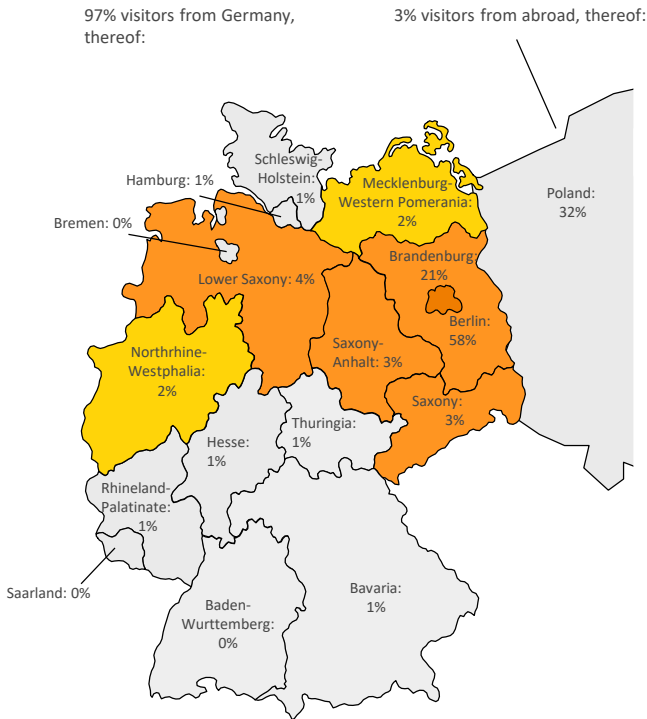 97% visitors from Germany,
thereof:
3% visitors from abroad, thereof:
Schleswig-
Holstein:
1%
Hamburg: 1%
Mecklenburg-
Western Pomerania:
2%
Poland:
32%
Bremen: 0%
Brandenburg:
21%
Lower Saxony: 4%
Berlin:
58%
Saxony-
Anhalt: 3%
Northrhine-
Westphalia:
2%
Saxony:
3%
Thuringia:
1%
Hesse:
1%
Rhineland-
Palatinate:
1%
Saarland: 0%
Bavaria:
1%
Baden-
Wurttemberg:
0%